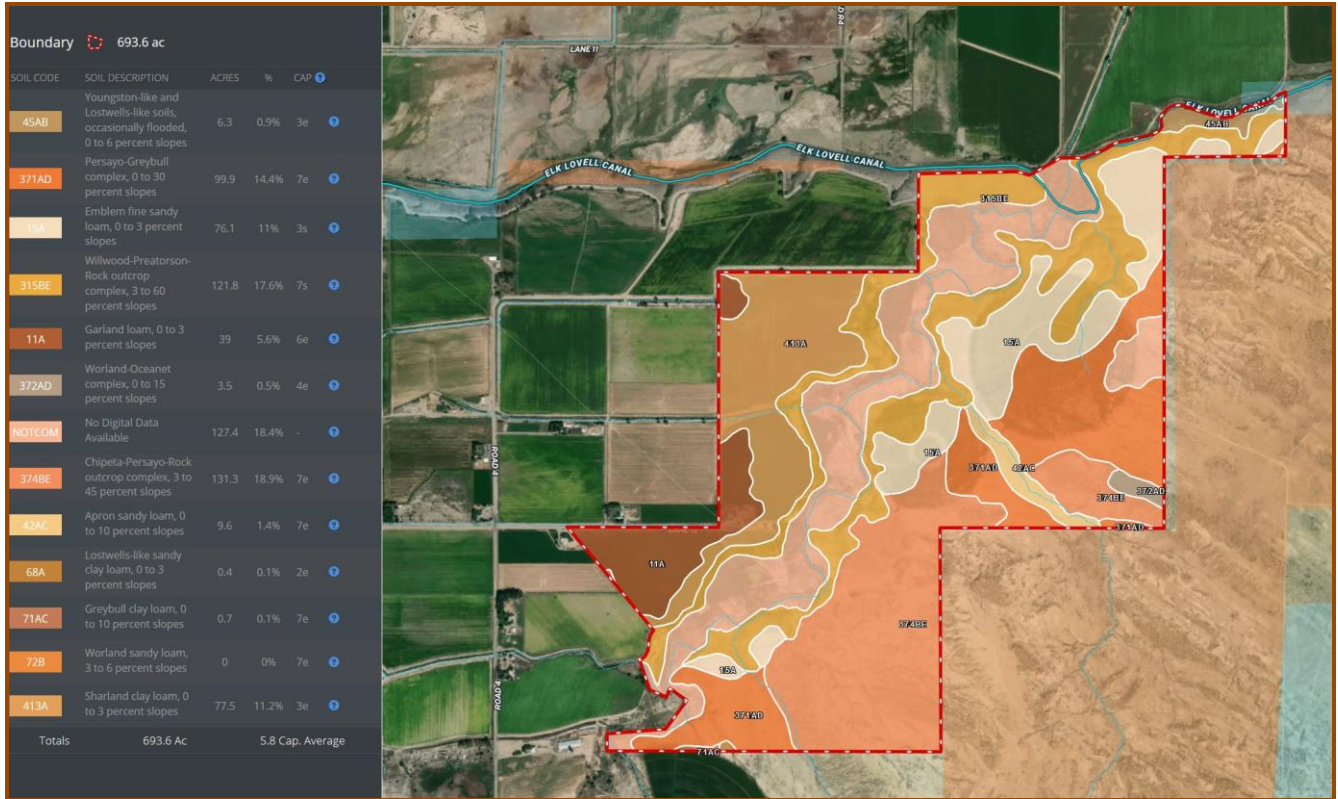 Boundary 693.6 ac
SOIL CODE SOIL DESCRIPTION ACRES % CAP ?
Youngston-like and
Lostwells-like soils,
45AB occasionally flooded, 6.3 0.9% 3e ?
0 to 6 percent slopes
Persayo-Greybull
371AD complex, 0 to 30 99.9 14.4% 7e ?
percent slopes
Emblem fine sandy
15A loam, 0 to 3 percent 76.1 11% 3s ?
slopes
Willwood-Preatorson-
Rock outcrop
315BE complex, 3 to 60 121.8 17.6% 7s ?
percent slopes
11A Garland loam, 0 to 3 39 5.6% 6e ?
percent slopes
Worland-Oceanet
372AD complex, 0 to 15 3.5 0.5% 4e ?
percent slopes
NOTCOM No Digital Data 127.4 18.4% - ?
Available
Chipeta-Persayo-Rock
374BE outcrop complex, 3 to 131.3 18.9% 7e ?
45 percent slopes
42AC Apron sandy loam, 0 9.6 1.4% 7e ?
to 10 percent slopes
Lostwells-like sandy
68A clay loam, 0 to 3 0.4 0.1% 2e ?
percent slopes
71AC Greybull clay loam, 0 0.7 0.1% 7e ?
to 10 percent slopes
72B Worland sandy loam, 0 0% 7e ?
3 to 6 percent slopes
413A Sharland clay loam, 0 77.5 11.2% 3e ?
to 3 percent slopes
Totals 693.6 Ac 5.8 Cap. Average
LANE 11
D R4
ELK LOVELL CANAL
ELK LOVELL CANAL
ELK LOVELL CANAL
45AB
315BE
413A
15A
ROAD 4
15A
371AD
42AC
374BE
372AD
371AD
11A
374BE
15A
ROAD 4
371AD
71AC